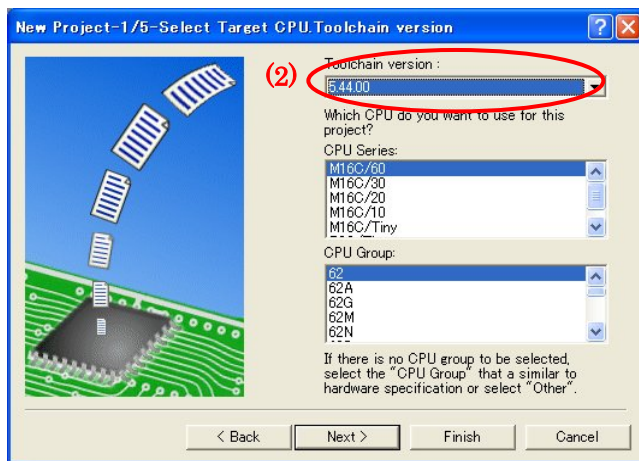 New Project-1/5-Select Target CPU.Toolchain version
(2)
Toolchain version :
5.44.00
Which CPU do you want to use for this
project?
CPU Series:
M16C/60
M16C/30
M16C/20
M16C/10
M16C/Tiny
CPU Group:
62
62A
62G
62M
62N
If there is no CPU group to be selected,
select the "CPU Group" that a similar to
hardware specification or select "Other".
< Back
Next >
Finish
Cancel